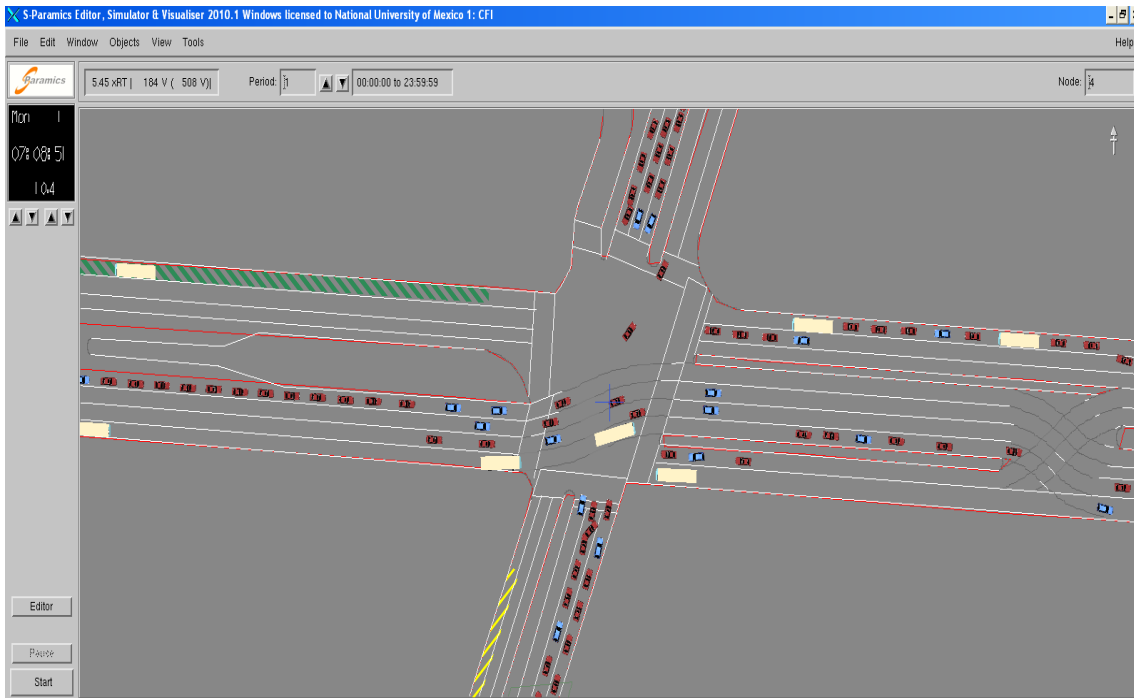 S-Paramics Editor, Simulator & Visualiser 2010.1 Windows licensed to National University of Mexico 1: CFI
File Edit Window Objects View Tools Help
Paramics 5.45 xRT | 184 V ( 508 V)| Period: 1 00:00:00 to 23:59:59 Node: 4
Mon 1
07:08:51
104
Editor
Pause
Start